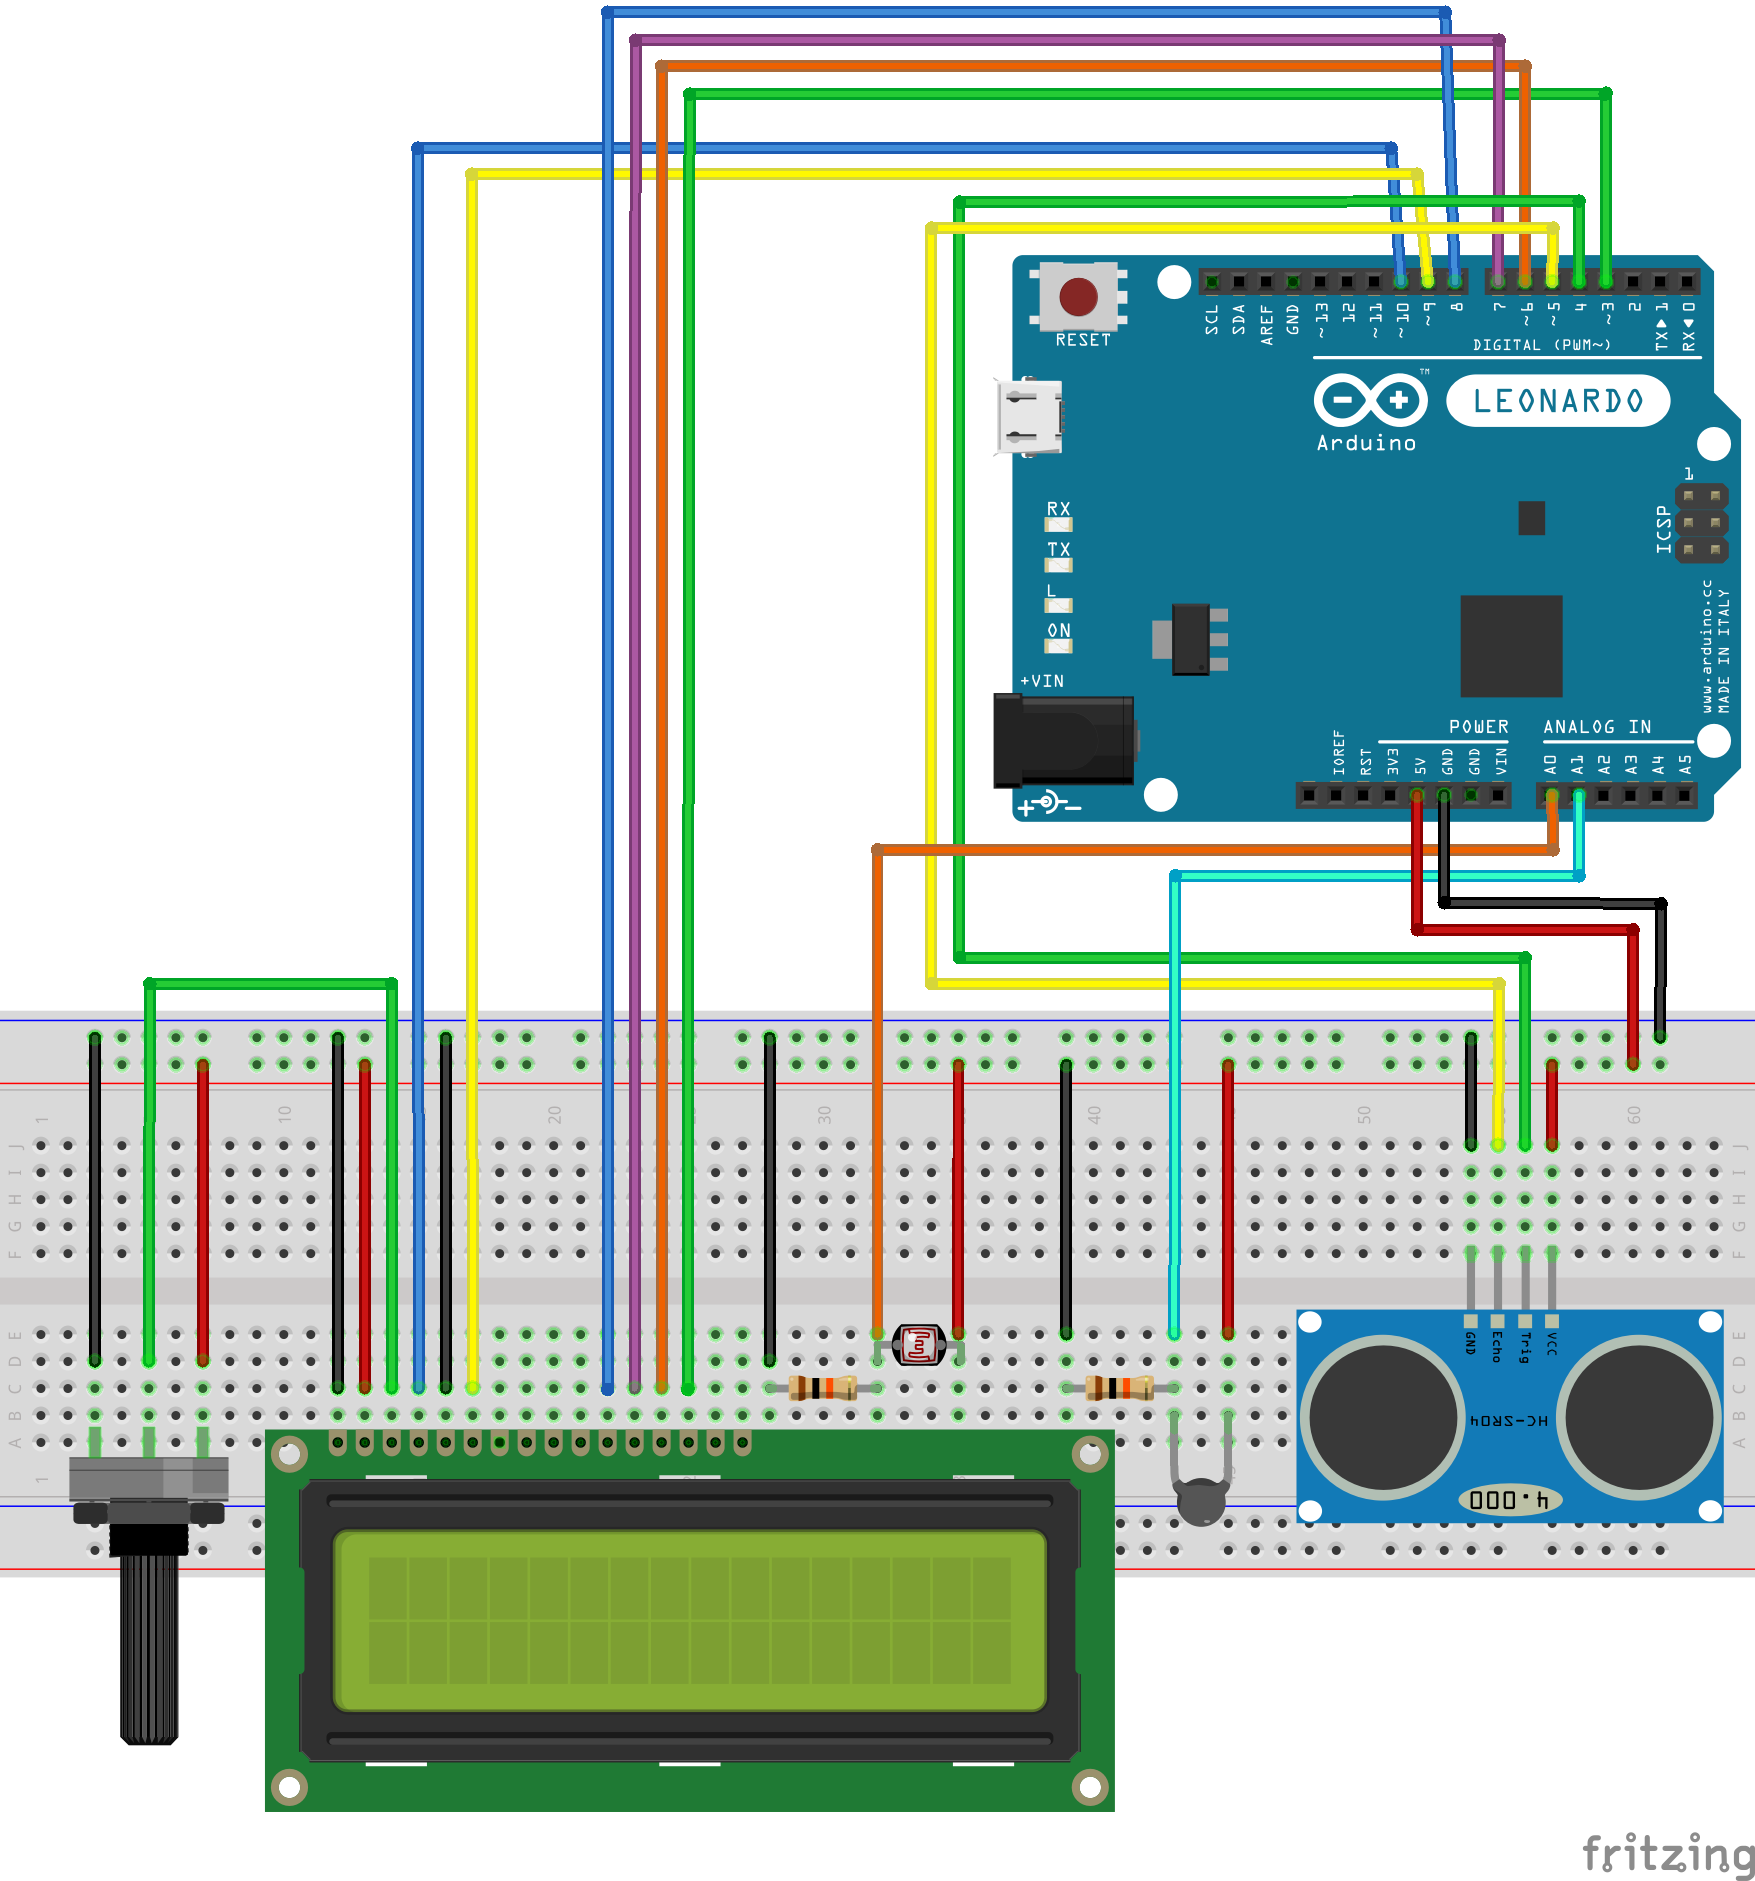 RESET
SCL
SDA
AREF
GND
~13
12
~11
~10
~9
8
7
~6
~5
4
~3
2
TX▶1
RX◀0
DIGITAL (PWM~)
TM
LEONARDO
Arduino
1
ICSP
RX
TX
L
ON
+VIN
www.arduino.cc
MADE IN ITALY
POWER
ANALOG IN
IOREF
RST
3V3
5V
GND
GND
VIN
A0
A1
A2
A3
A4
A5
+ -
1
10
20
30
40
50
60
J
I
H
G
F
J
I
H
G
F
E
D
C
B
A
E
D
C
B
A
1
GND
Echo
Trig
VCC
HC-SR04
4.000
fritzing